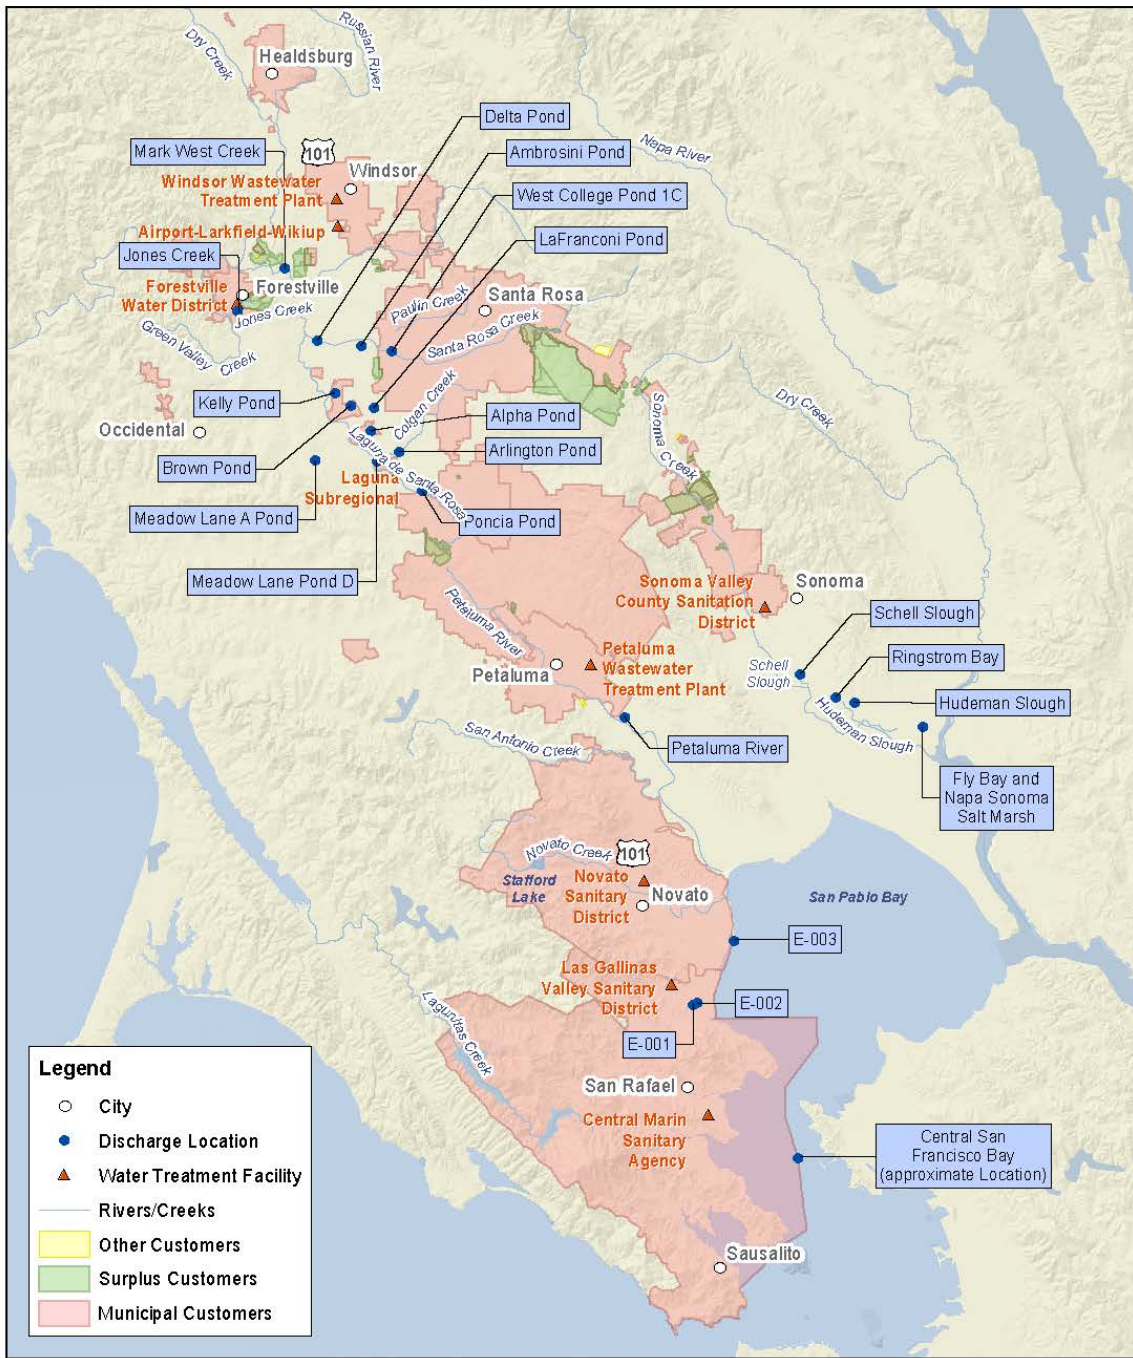 Dry Creek
Russian River
Healdsburg
Delta Pond
Mark West Creek
101
Ambrosini Pond
Napa River
Windsor
Windsor Wastewater
Treatment Plant
West College Pond 1C
Airport-Larkfield-Wikiup
LaFranconi Pond
Jones Creek
Forestville
Water District
Forestville
Jones Creek
Paulin Creek
Santa Rosa
Santa Rosa Creek
Green Valley
Creek
Kelly Pond
Colgan Creek
Alpha Pond
Sonoma Creek
Dry Creek
Occidental
Brown Pond
Laguna de Santa Rosa
Arlington Pond
Laguna
Subregional
Meadow Lane A Pond
Poncia Pond
Meadow Lane Pond D
Sonoma Valley
County Sanitation
District
Sonoma
Schell Slough
Petaluma River
Petaluma
Petaluma
Wastewater
Treatment Plant
Schell
Slough
Ringstrom Bay
Hudeman Slough
Hudeman Slough
San Antonio Creek
Petaluma River
Fly Bay and
Napa Sonoma
Salt Marsh
Novato Creek
101
Stafford
Lake
Novato
Sanitary
District
Novato
San Pablo Bay
E-003
Las Gallinas
Valley Sanitary
District
E-002
E-001
Lagunitas Creek
San Rafael
Central Marin
Sanitary
Agency
Central San
Francisco Bay
(approximate Location)
Sausalito
Legend
City
Discharge Location
Water Treatment Facility
Rivers/Creeks
Other Customers
Surplus Customers
Municipal Customers